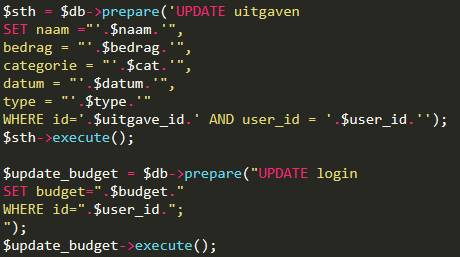 $sth = $db->prepare('UPDATE uitgaven
SET naam ="'.$naam.'",
bedrag = "'.$bedrag.'",
categorie = "'.$cat.'",
datum = "'.$datum.'",
type = "'.$type.'"
WHERE id='.$uitgave_id.' AND user_id = '.$user_id.'');
$sth->execute();
$update_budget = $db->prepare("UPDATE login
SET budget=".$budget."
WHERE id=".$user_id.";
");
$update_budget->execute();